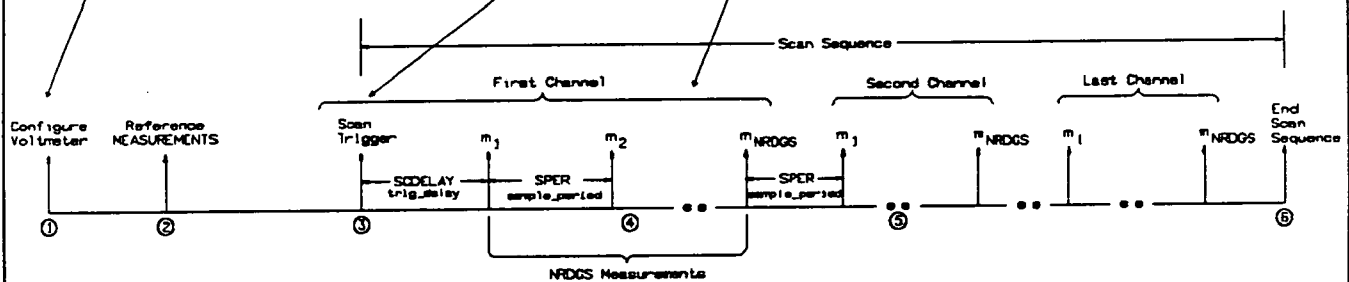 Scan Sequence
First Channel
Second Channel
Last Channel
Configure
Voltmeter
Reference
MEASUREMENTS
Scan
Trigger
m1
m2
mNRDGS
m1
mNRDGS
m1
mNRDGS
End
Scan
Sequence
SCDELAY
trig_delay
SPER
sample_period
SPER
sample_period
①
②
③
④
⑤
⑥
NRDGS Measurements